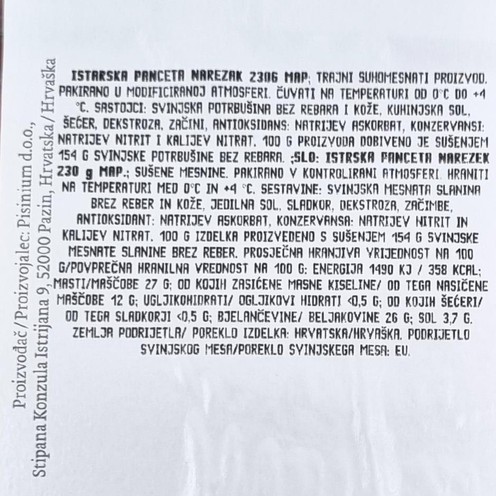 Proizvođač/Proizvojalec: Pisinium d.o.o.,
Stipana Konzula Istrijana 9, 52000 Pazin, Hrvatska/Hrvaška
ISTARSKA PANCETA NAREZAK 230G MAP; TRAJNI SUHOMESNATI PROIZVOD.
PAKIRANO U MODIFICIRANOJ ATMOSFERI. ČUVATI NA TEMPERATURI OD 0°C DO +4
°C. SASTOJCI: SVINJSKA POTRBUŠINA BEZ REBARA I KOŽE, KUHINJSKA SOL,
ŠEĆER, DEKSTROZA, ZAČINI, ANTIOKSIDANS: NATRIJEV ASKORBAT, KONZERVANSI:
NATRIJEV NITRIT I KALIJEV NITRAT. 100 G PROIZVODA DOBIVENO JE SUŠENJEM
154 G SVINJSKE POTRBUŠINE BEZ REBARA. ;SLO: ISTRSKA PANCETA NAREZEK
230 g MAP.; SUŠENE MESNINE. PAKIRANO V KONTROLIRANI ATMOSFERI. HRANITI
NA TEMPERATURI MED 0°C IN +4 °C. SESTAVINE: SVINJSKA MESNATA SLANINA
BREZ REBER IN KOŽE, JEDILNA SOL, SLADKOR, DEKSTROZA, ZAČIMBE,
ANTIOKSIDANT: NATRIJEV ASKORBAT, KONZERVANSA: NATRIJEV NITRIT IN
KALIJEV NITRAT. 100 G IZDELKA PROIZVEDENO S SUŠENJEM 154 G SVINJSKE
MESNATE SLANINE BREZ REBER. PROSJEČNA HRANJIVA VRIJEDNOST NA 100
G/POVPREČNA HRANILNA VREDNOST NA 100 G: ENERGIJA 1490 KJ / 358 KCAL;
MASTI/MAŠČOBE 27 G; OD KOJIH ZASIĆENE MASNE KISELINE/ OD TEGA NASIČENE
MAŠČOBE 12 G; UGLJIKOHIDRATI/ OGLJIKOVI HIDRATI <0,5 G; OD KOJIH ŠEĆERI/
OD TEGA SLADKORJI <0,5 G; BJELANČEVINE/ BELJAKOVINE 26 G; SOL 3,7 G.
ZEMLJA PODRIJETLA/ POREKLO IZDELKA: HRVATSKA/HRVAŠKA. PODRIJETLO
SVINJSKOG MESA/POREKLO SVINJSKEGA MESA: EU.